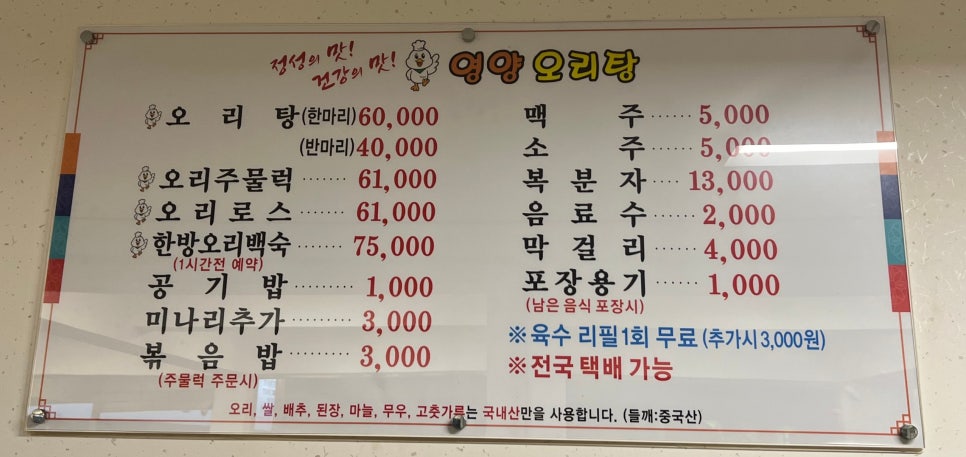 정성의 맛!
건강의 맛!
영양 오리탕
오 리 탕 (한마리) 60,000
(반마리) 40,000
오리주물럭 ······· 61,000
오 리 로 스 ······· 61,000
한방오리백숙 ······· 75,000
(1시간전 예약)
공 기 밥 ········· 1,000
미나리추가 3,000
볶 음 밥 ········· 3,000
(주물럭 주문시)
맥 주 ······ 5,000
소 주 ······ 5,000
복 분 자 ···· 13,000
음 료 수 ······ 2,000
막 걸 리 ······ 4,000
포장용기 ······ 1,000
(남은 음식 포장시)
※ 육수 리필 1회 무료 (추가시 3,000원)
※ 전국 택배 가능
오리, 쌀, 배추, 된장, 마늘, 무우, 고춧가루는 국내산만을 사용합니다. (들깨:중국산)